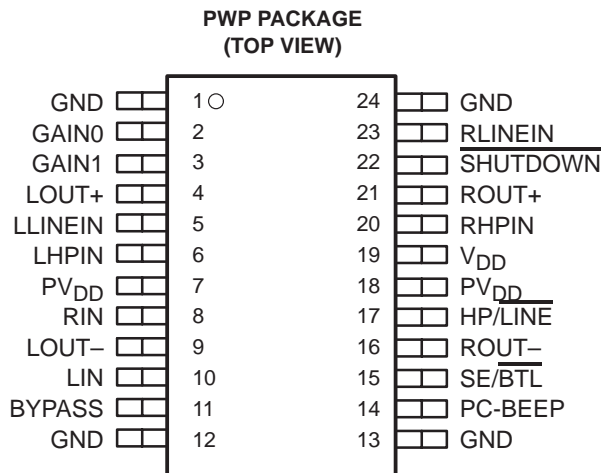 PWP PACKAGE
(TOP VIEW)
GND 1 24 GND
GAIN0 2 23 RLINEIN
GAIN1 3 22 SHUTDOWN
LOUT+ 4 21 ROUT+
LLINEIN 5 20 RHPIN
LHPIN 6 19 VDD
PVDD 7 18 PVDD
RIN 8 17 HP/LINE
LOUT– 9 16 ROUT–
LIN 10 15 SE/BTL
BYPASS 11 14 PC-BEEP
GND 12 13 GND